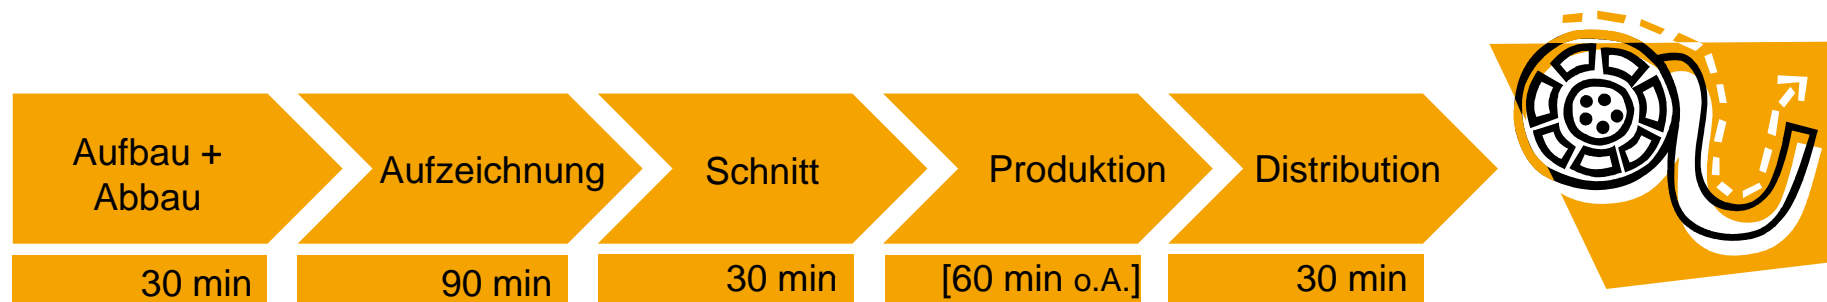 Aufbau +
Abbau
Aufzeichnung
Schnitt
Produktion
Distribution
30 min
90 min
30 min
[60 min o.A.]
30 min